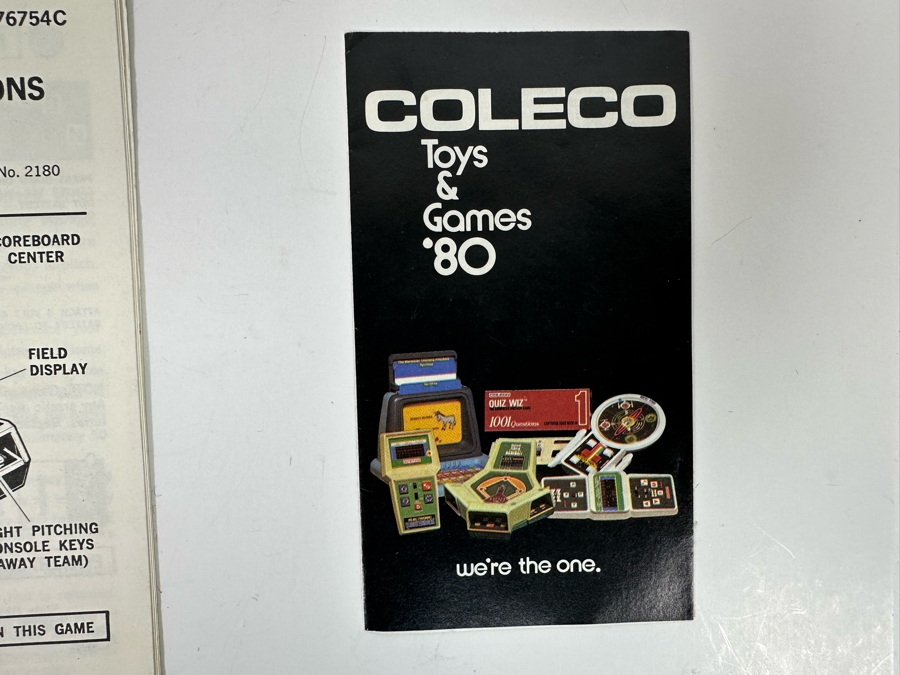 76754C
ONS
No. 2180
COREBOARD
CENTER
FIELD
DISPLAY
GHT PITCHING
ONSOLE KEYS
AWAY TEAM)
N THIS GAME
COLECO
Toys
&
Games
'80
QUIZ WIZ™
1001 Questions
1
we're the one.